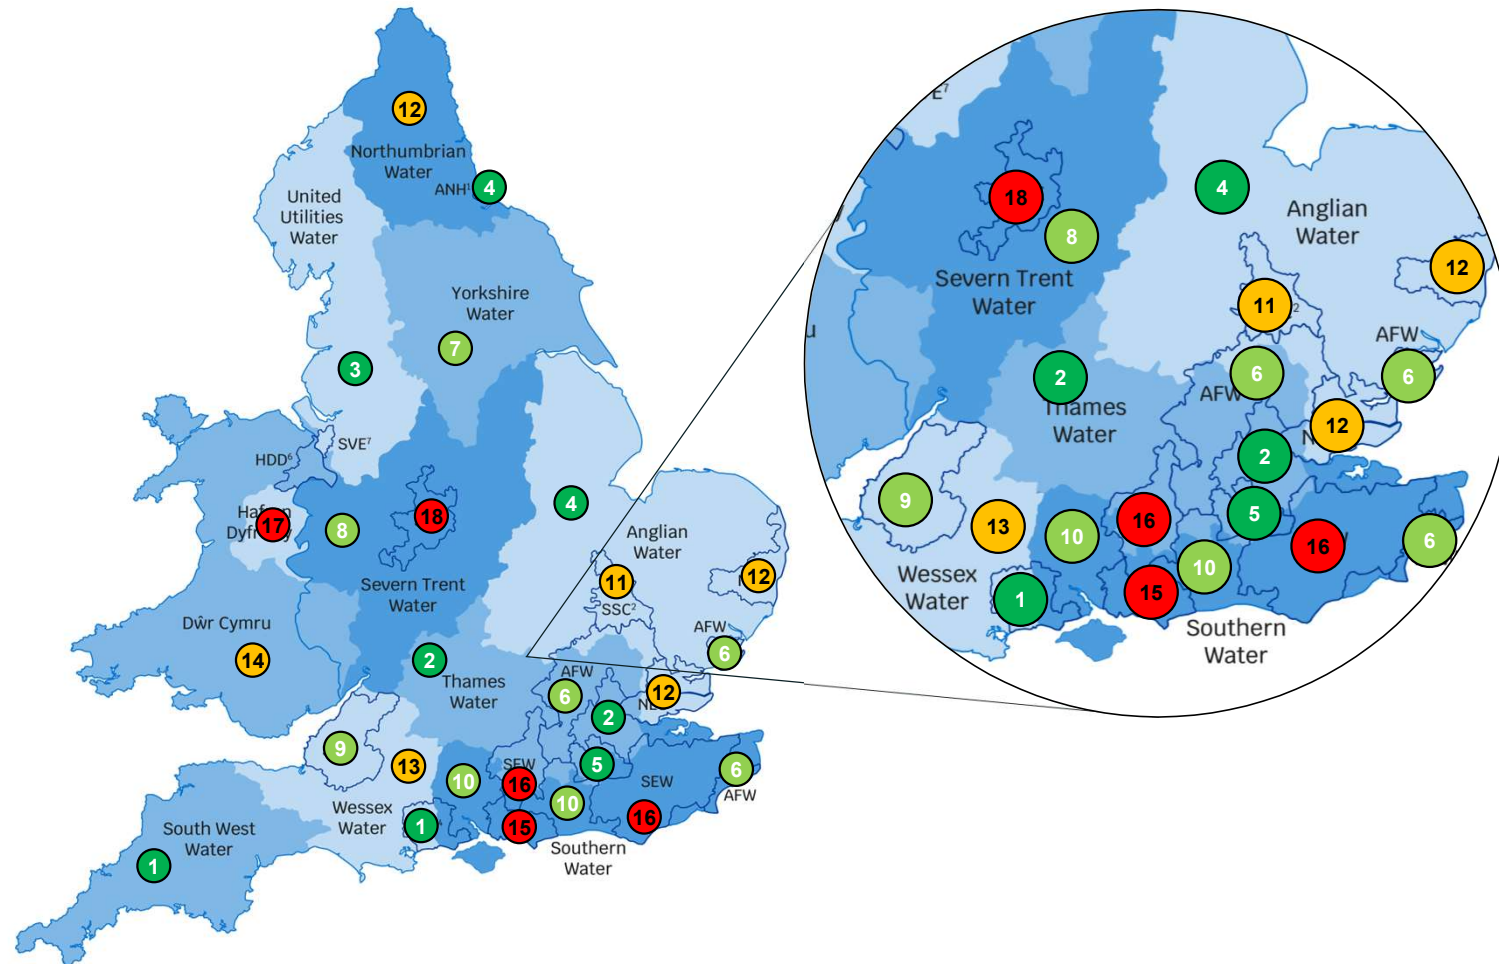 12
Northumbrian
Water
ANH¹
4
United
Utilities
Water
Yorkshire
Water
7
3
SVE⁷
HDD⁶
17
8
18
4
Anglian
Water
Severn Trent
Water
11
SSC²
12
Dŵr Cymru
14
2
Thames
Water
AFW
6
AFW
6
12
2
9
13
10
SEW
16
5
SEW
6
AFW
Wessex
Water
1
15
10
16
Southern
Water
South West
Water
1
E⁷
18
8
4
Anglian
Water
12
Severn Trent
Water
11
2
AFW
6
2
AFW
6
Thames
Water
12
2
9
13
10
16
5
16
6
Wessex
Water
1
15
10
Southern
Water